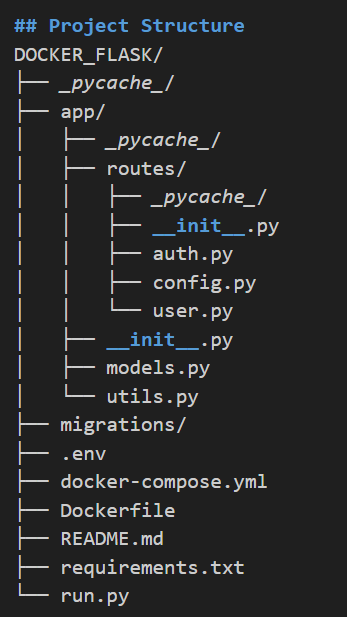 ## Project Structure
DOCKER_FLASK/
├── _pycache_/
├── app/
│   ├── _pycache_/
│   ├── routes/
│   │   ├── _pycache_/
│   │   ├── __init__.py
│   │   ├── auth.py
│   │   ├── config.py
│   │   └── user.py
│   ├── __init__.py
│   ├── models.py
│   └── utils.py
├── migrations/
├── .env
├── docker-compose.yml
├── Dockerfile
├── README.md
├── requirements.txt
└── run.py